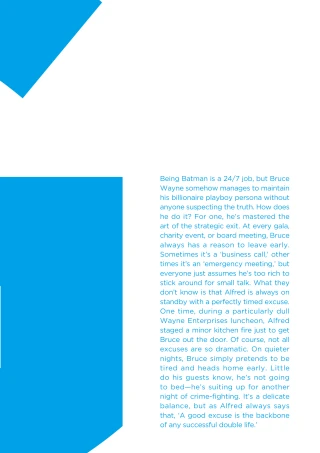 Being Batman is a 24/7 job, but Bruce
Wayne somehow manages to maintain
his billionaire playboy persona without
anyone suspecting the truth. How does
he do it? For one, he's mastered the
art of the strategic exit. At every gala,
charity event, or board meeting, Bruce
always has a reason to leave early.
Sometimes it's a 'business call,' other
times it's an 'emergency meeting,' but
everyone just assumes he's too rich to
stick around for small talk. What they
don't know is that Alfred is always on
standby with a perfectly timed excuse.
One time, during a particularly dull
Wayne Enterprises luncheon, Alfred
staged a minor kitchen fire just to get
Bruce out the door. Of course, not all
excuses are so dramatic. On quieter
nights, Bruce simply pretends to be
tired and heads home early. Little
do his guests know, he's not going
to bed—he's suiting up for another
night of crime-fighting. It's a delicate
balance, but as Alfred always says
that, 'A good excuse is the backbone
of any successful double life.'